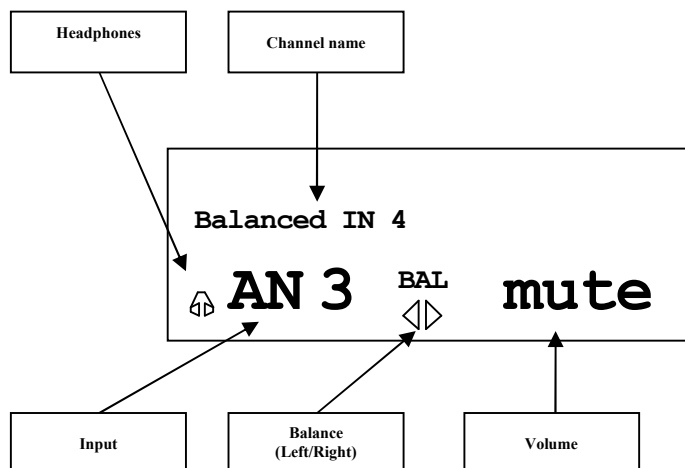 Headphones
Channel name
Balanced IN 4
AN 3
BAL
mute
Input
Balance
(Left/Right)
Volume